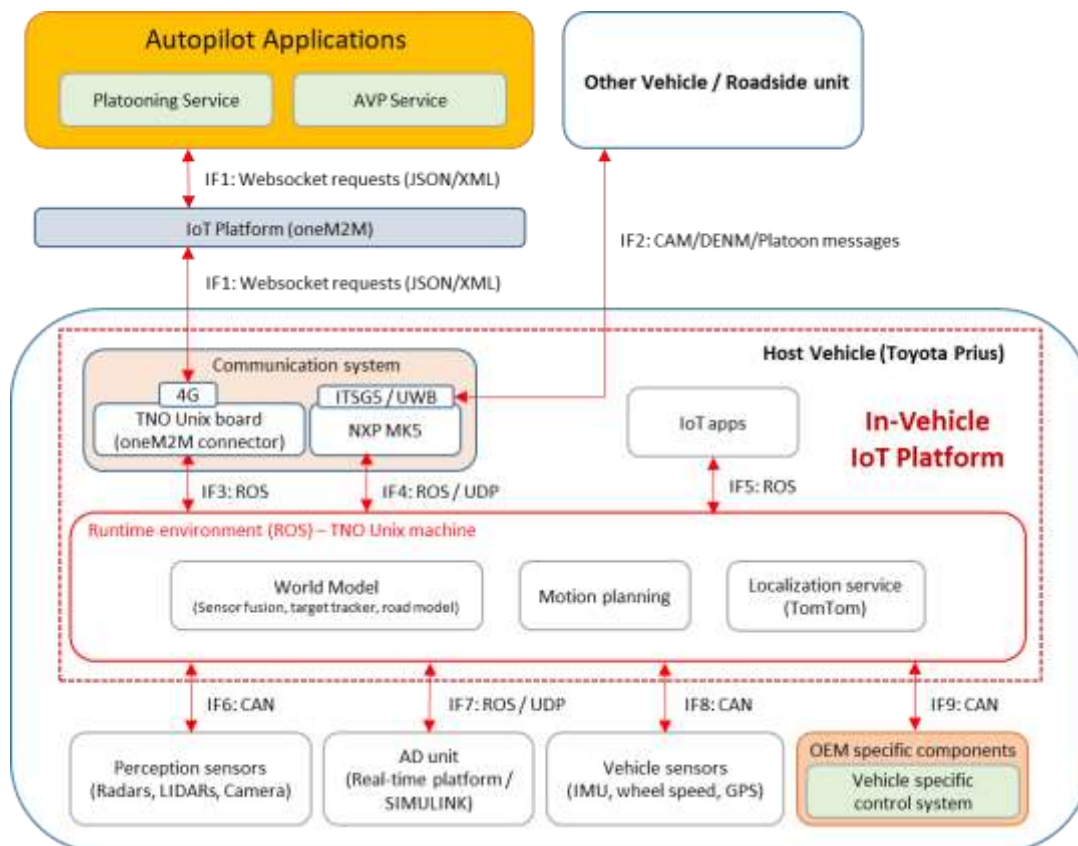 Autopilot Applications
Platooning Service
AVP Service
Other Vehicle / Roadside unit
IF1: Websocket requests (JSON/XML)
IoT Platform (oneM2M)
IF2: CAM/DENM/Platoon messages
IF1: Websocket requests (JSON/XML)
Host Vehicle (Toyota Prius)
Communication system
4G
ITSG5 / UWB
TNO Unix board
(oneM2M connector)
NXP MK5
IoT apps
In-Vehicle
IoT Platform
IF3: ROS
IF4: ROS / UDP
IF5: ROS
Runtime environment (ROS) – TNO Unix machine
World Model
(Sensor fusion, target tracker, road model)
Motion planning
Localization service
(TomTom)
IF6: CAN
IF7: ROS / UDP
IF8: CAN
IF9: CAN
Perception sensors
(Radars, LIDARs, Camera)
AD unit
(Real-time platform /
SIMULINK)
Vehicle sensors
(IMU, wheel speed, GPS)
OEM specific components
Vehicle specific
control system